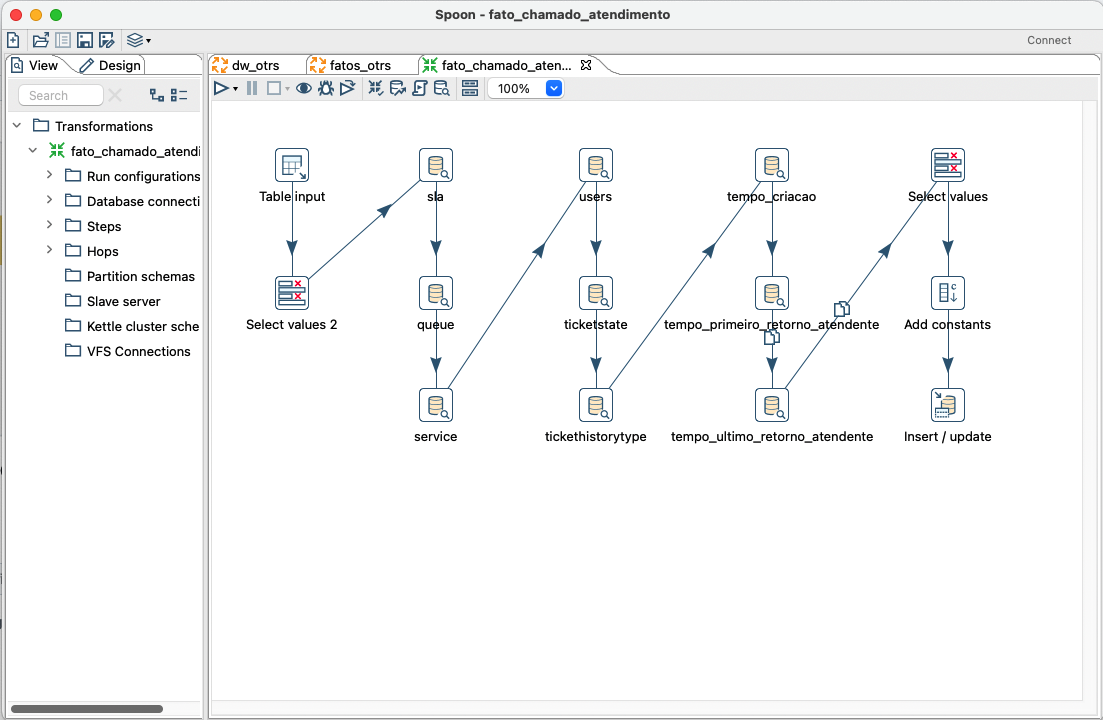 Spoon - fato_chamado_atendimento
Connect
View
Design
dw_otrs
fatos_otrs
fato_chamado_aten...
Search
100%
Transformations
fato_chamado_atendi
Run configurations
Database connecti
Steps
Hops
Partition schemas
Slave server
Kettle cluster sche
VFS Connections
Table input
sla
users
tempo_criacao
Select values
Select values 2
queue
ticketstate
tempo_primeiro_retorno_atendente
Add constants
service
tickethistorytype
tempo_ultimo_retorno_atendente
Insert / update